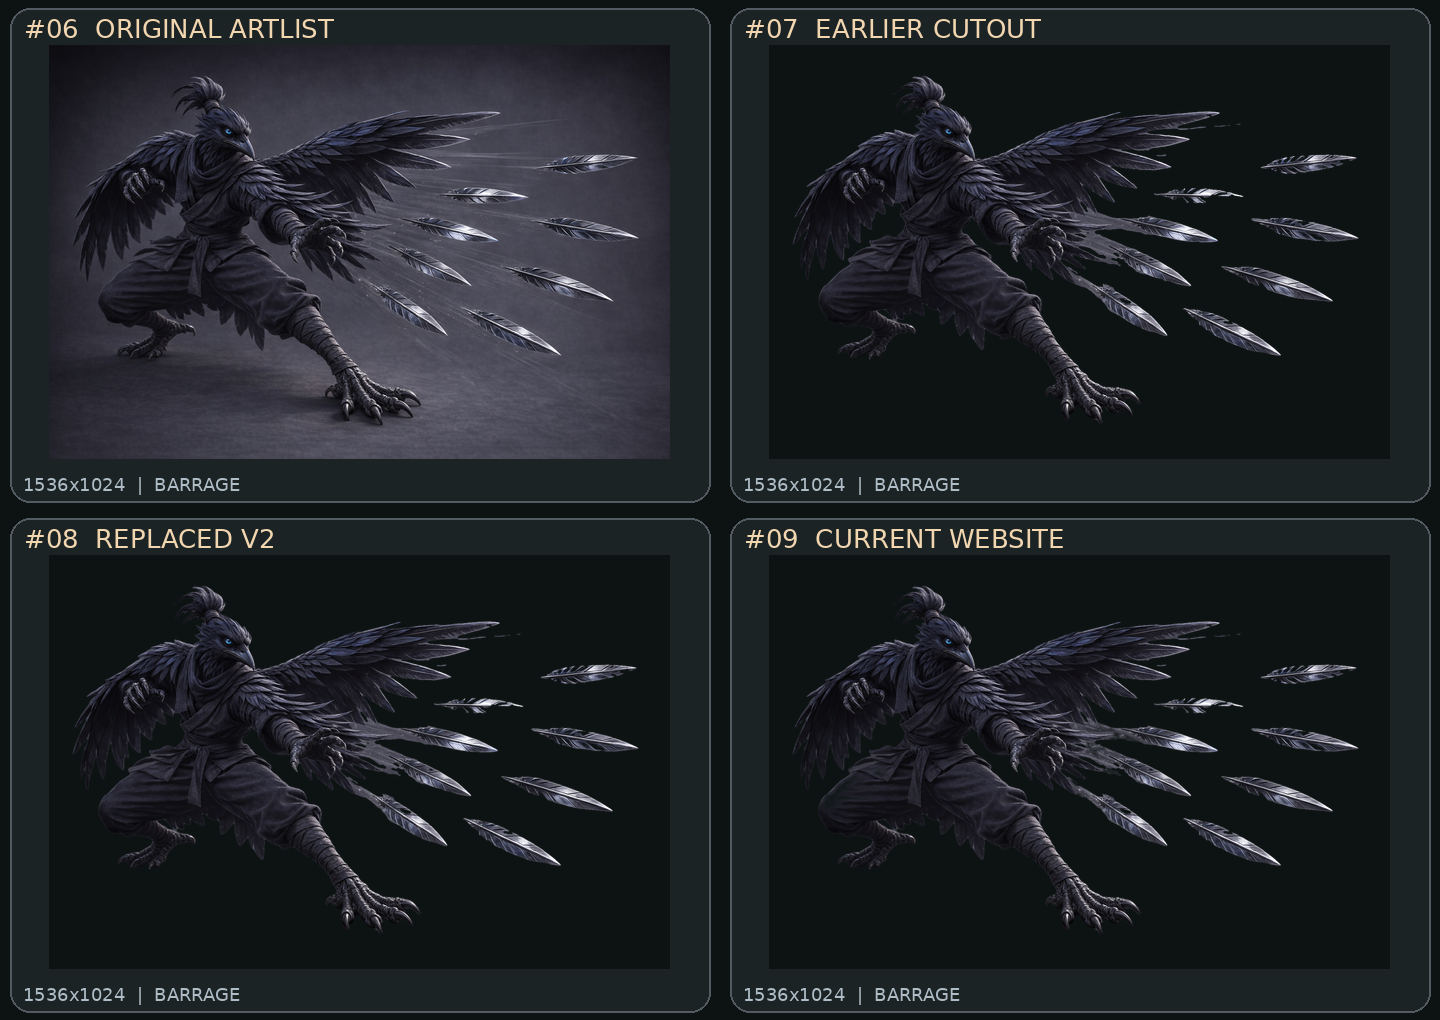 #06 ORIGINAL ARTLIST
1536x1024 | BARRAGE
#07 EARLIER CUTOUT
1536x1024 | BARRAGE
#08 REPLACED V2
1536x1024 | BARRAGE
#09 CURRENT WEBSITE
1536x1024 | BARRAGE